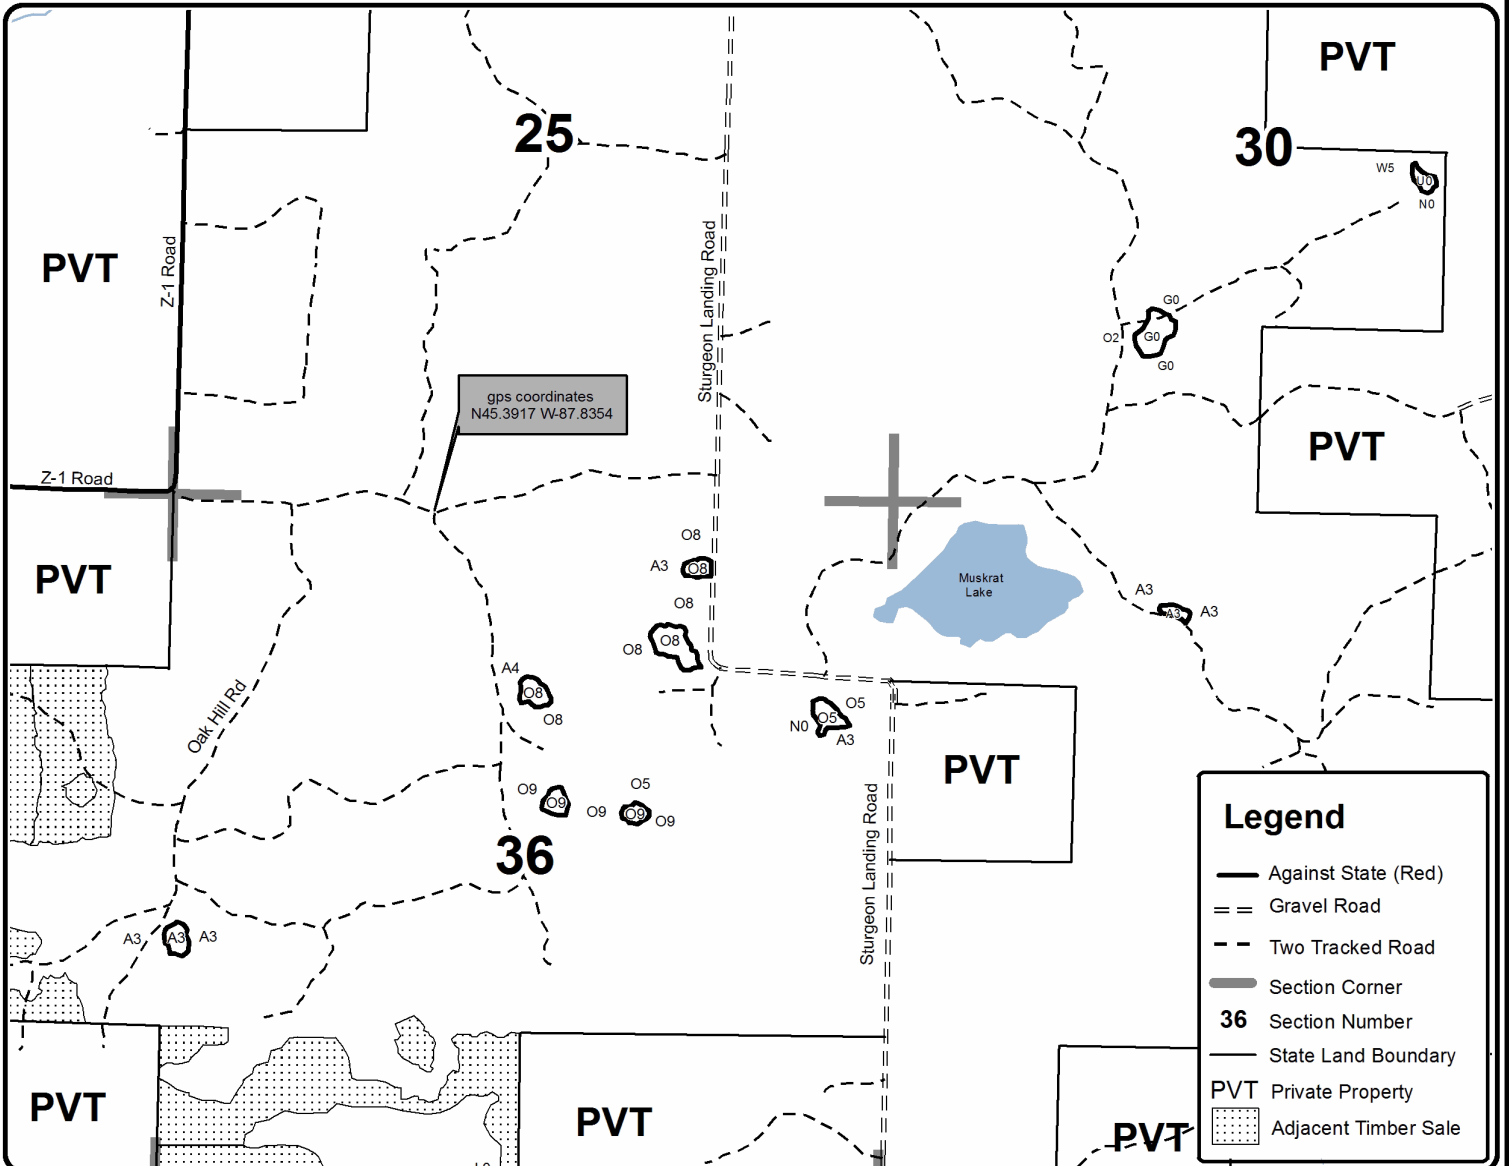 PVT
25
30
W5
U0
N0
Z-1 Road
PVT
Sturgeon Landing Road
G0
O2
G0
G0
gps coordinates
N45.3917 W-87.8354
PVT
Z-1 Road
O8
A3
O8
PVT
Muskrat
Lake
A3
A3
A3
O8
O8
O8
A4
O8
O8
Oak Hill Rd
O5
N0
O5
A3
PVT
O9
O9
O5
O9
O9
O9
36
Sturgeon Landing Road
A3
A3
A3
PVT
PVT
PVT
Legend
Against State (Red)
Gravel Road
Two Tracked Road
Section Corner
36 Section Number
State Land Boundary
PVT Private Property
Adjacent Timber Sale